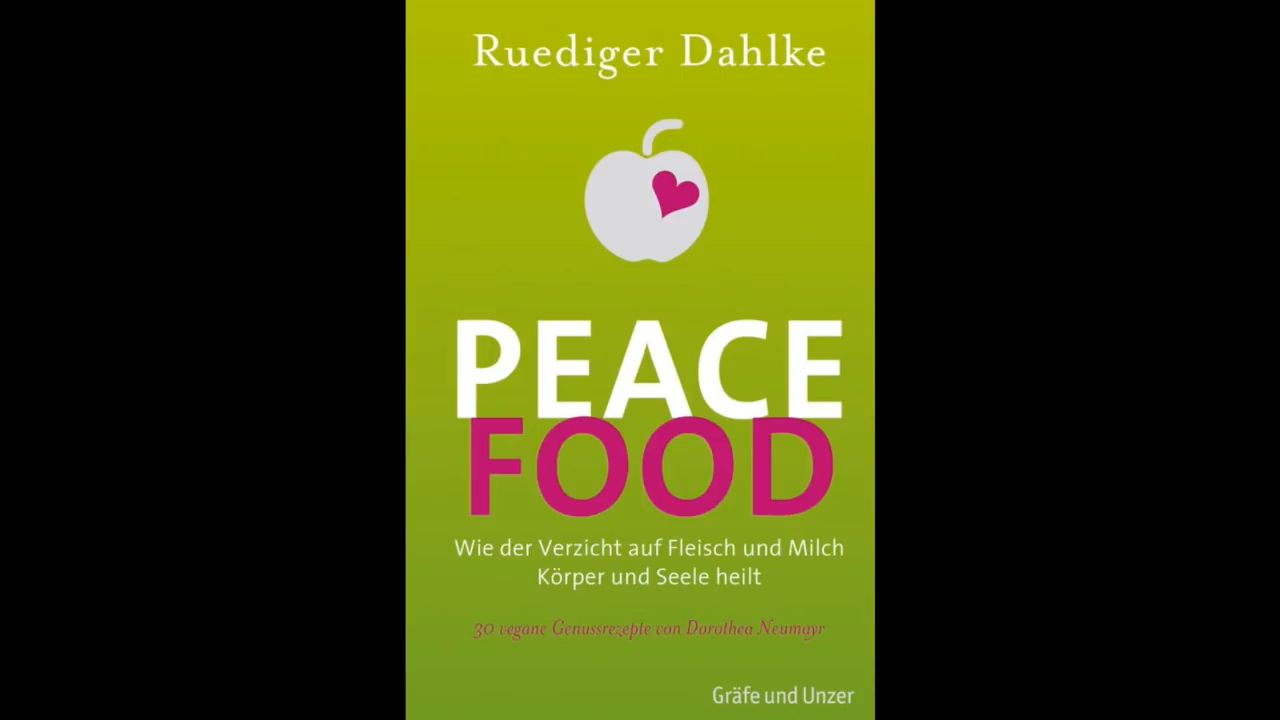 Ruediger Dahlke
PEACE
FOOD
Wie der Verzicht auf Fleisch und Milch
Körper und Seele heilt
30 vegane Genussrezepte von Dorothea Neumayr
Gräfe und Unzer